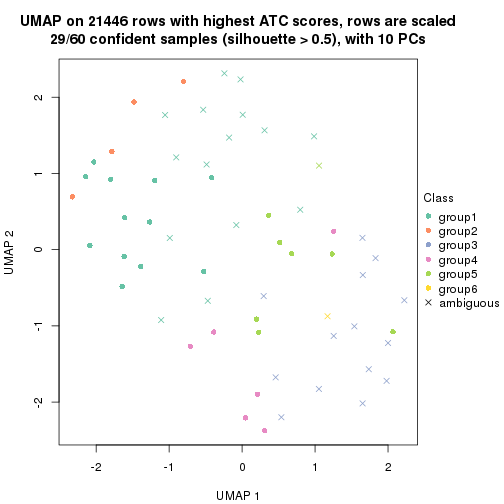 UMAP on 21446 rows with highest ATC scores, rows are scaled
29/60 confident samples (silhouette > 0.5), with 10 PCs
2
1
0
-1
-2
UMAP 2
-2
-1
0
1
2
UMAP 1
Class
group1
group2
group3
group4
group5
group6
ambiguous